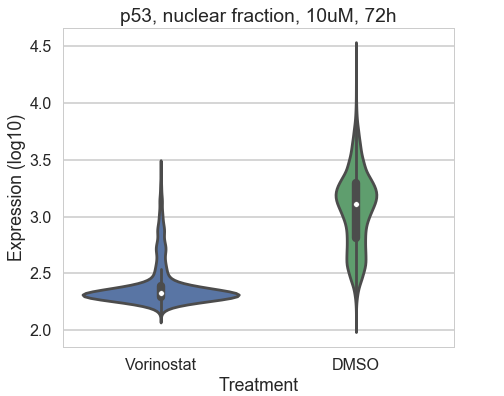 p53, nuclear fraction, 10uM, 72h
Expression (log10)
4.5
4.0
3.5
3.0
2.5
2.0
Vorinostat
DMSO
Treatment